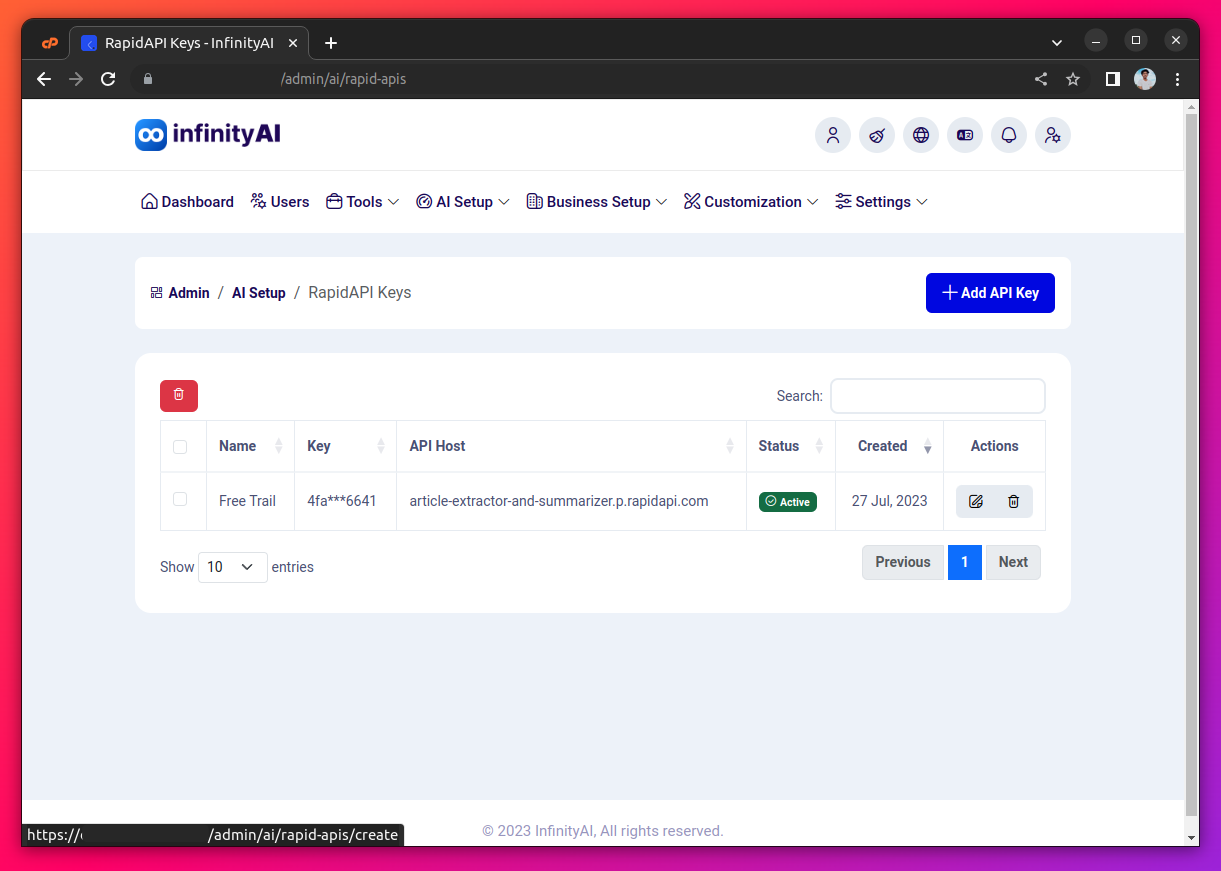 RapidAPI Keys - InfinityAI
/admin/ai/rapid-apis
infinityAI
Dashboard Users Tools AI Setup Business Setup Customization Settings
Admin / AI Setup / RapidAPI Keys
Add API Key
Search:
Name Key API Host Status Created Actions
Free Trail 4fa***6641 article-extractor-and-summarizer.p.rapidapi.com Active 27 Jul, 2023
Show 10 entries
Previous 1 Next
© 2023 InfinityAI, All rights reserved.
https:// /admin/ai/rapid-apis/create